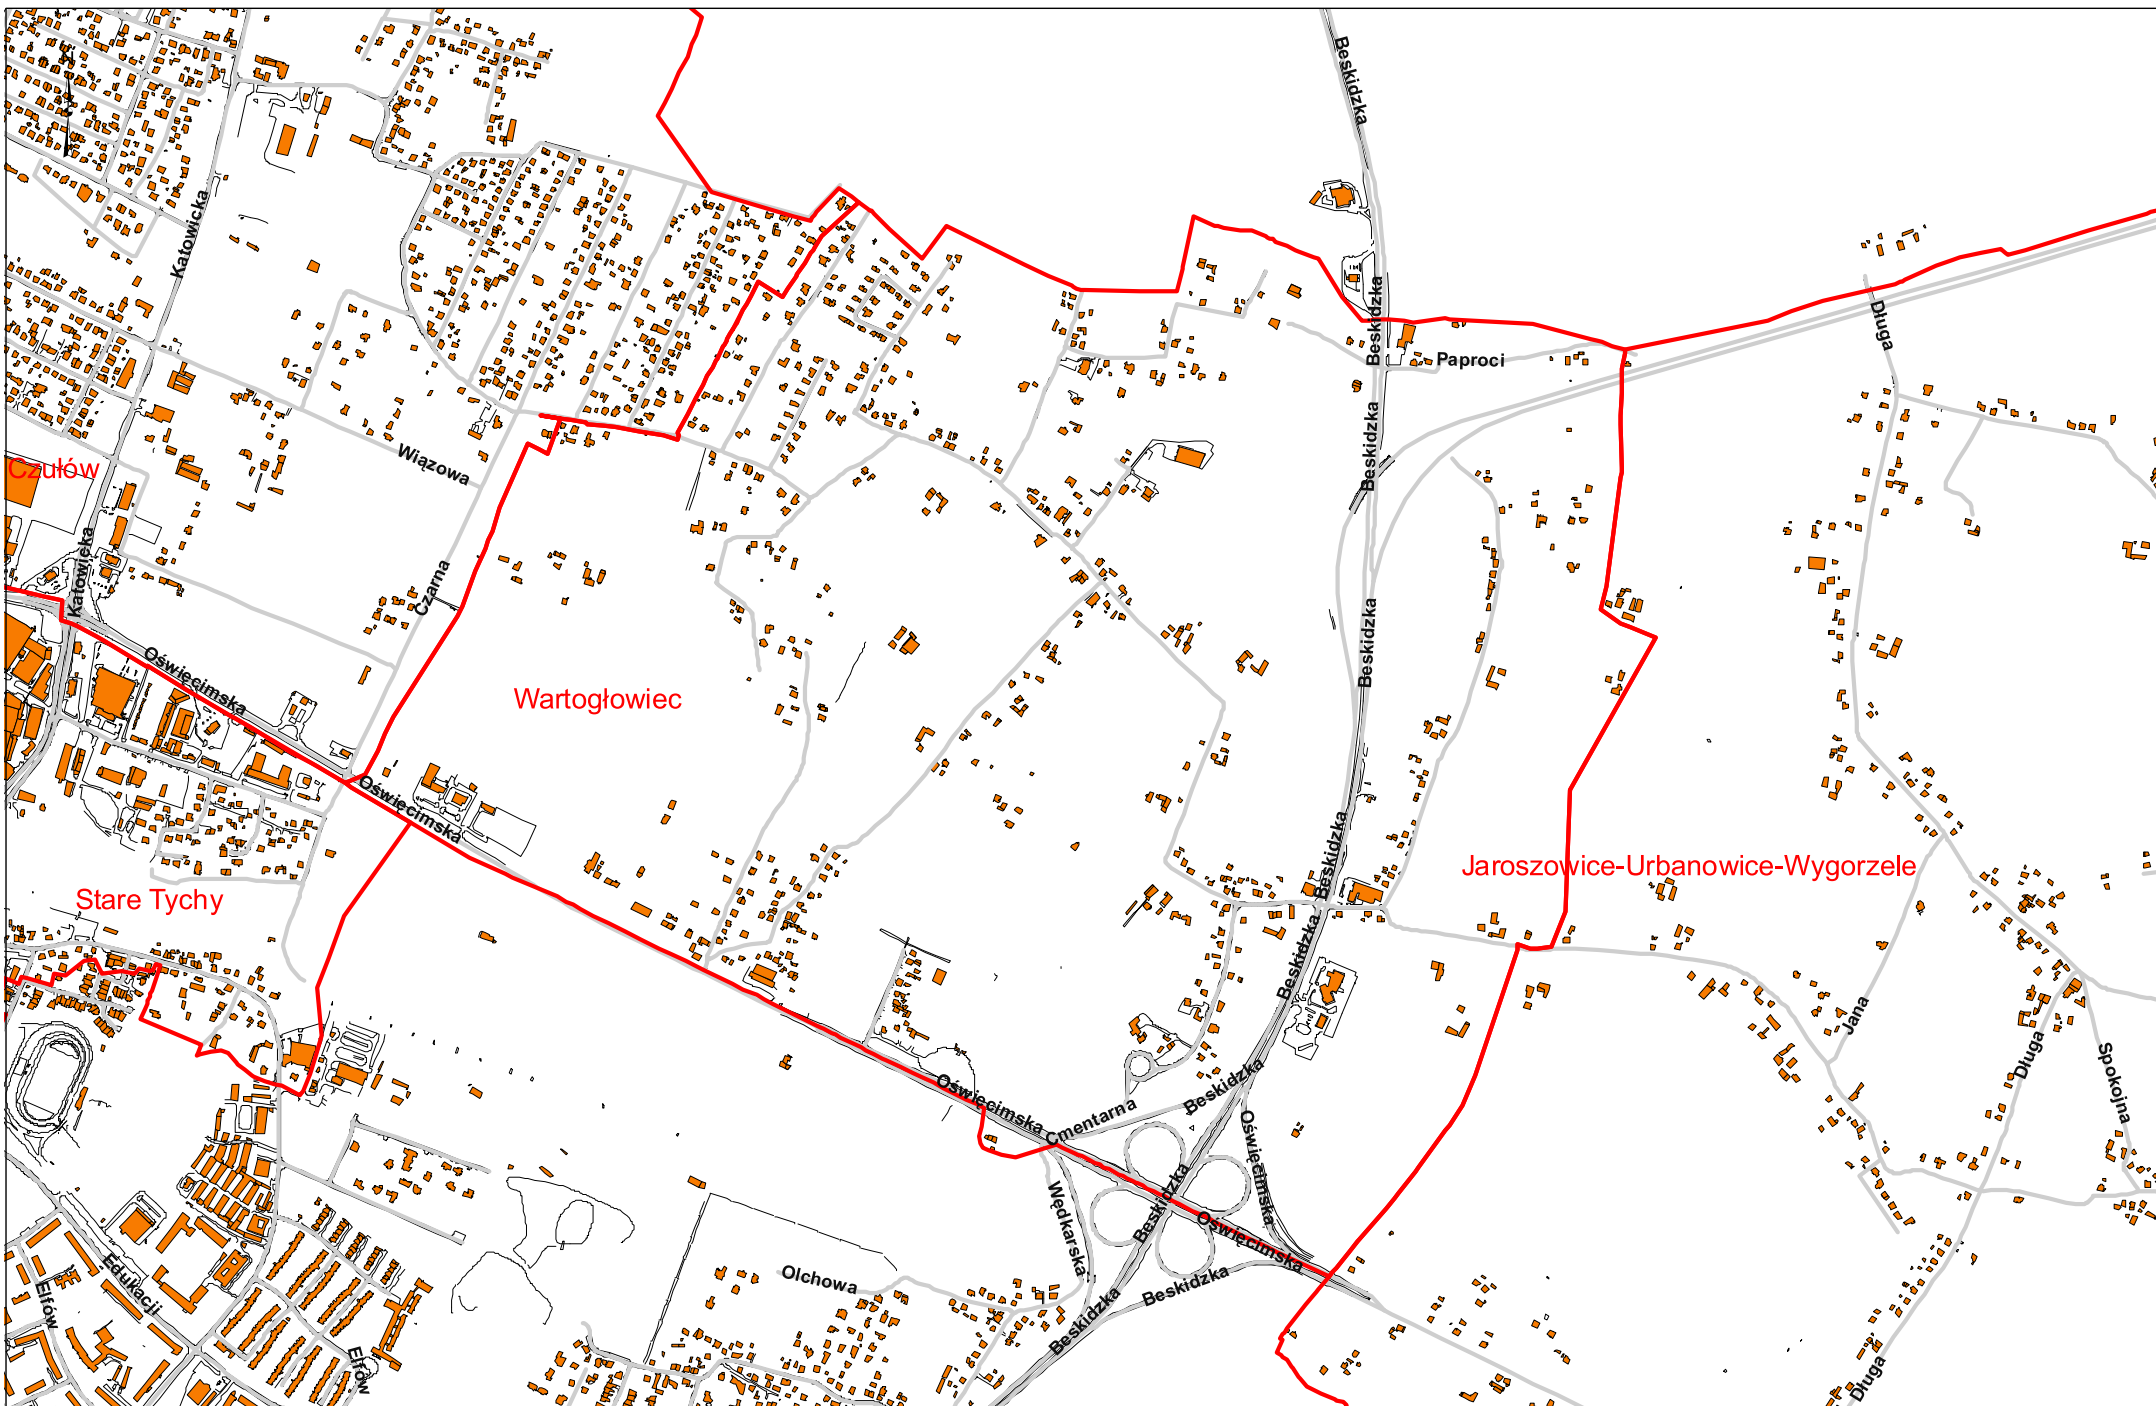 Beskidzka
Katowicka
Beskidzka
Długa
Paproci
Beskidzka
Wiązowa
Czułów
Katowicka
Czarna
Beskidzka
Oświęcimska
Wartogłowiec
Oświęcimska
Beskidzka
Jaroszowice-Urbanowice-Wygorzele
Stare Tychy
Beskidzka
Jana
Długa
Spokojna
Oświęcimska
Cmentarna
Beskidzka
Oświęcimska
Wędkarska
Beskidzka
Oświęcimska
Olchowa
Beskidzka
Edukacji
Elfów
Beskidzka
Elfów
Długa